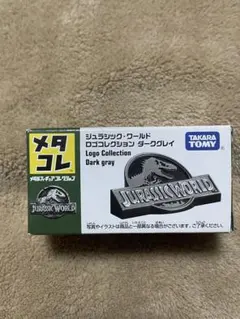 メタ
コレ
メタルフィギュアコレクション
JURASSIC WORLD
ジュラシック・ワールド
ロゴコレクション ダークグレイ
Logo Collection
Dark gray
TAKARA
TOMY
JURASSIC WORLD
写真やイラストは商品と一部異なる場合がございます。ご了承ください。